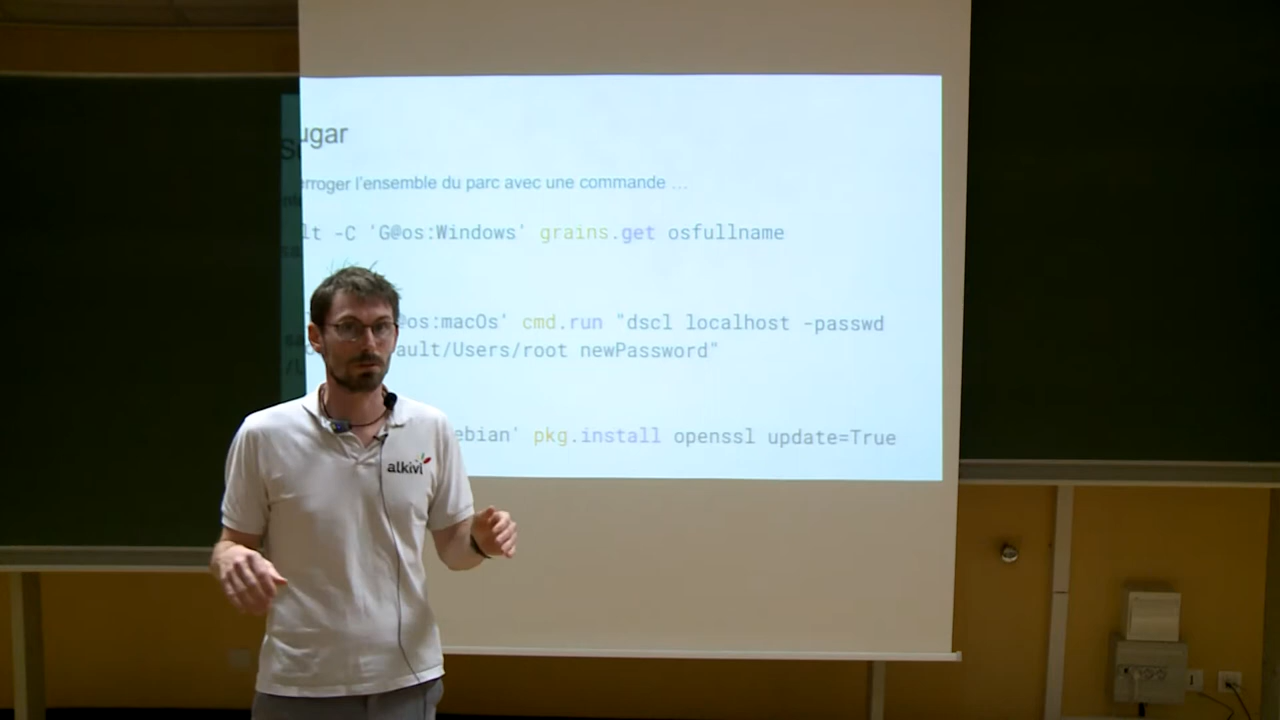 Sugar
erroger l'ensemble du parc avec une commande …
lt -C 'G@os:Windows' grains.get osfullname
@os:macOs' cmd.run "dscl localhost -passwd
ault/Users/root newPassword"
ebian' pkg.install openssl update=True
alkivi